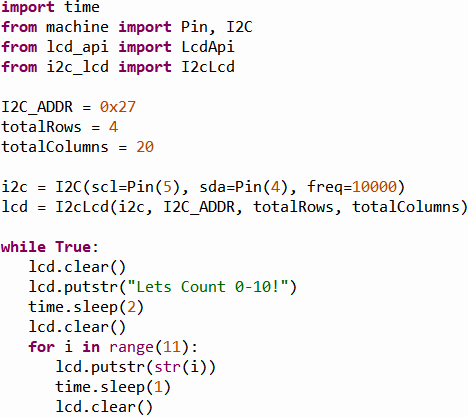 import time
from machine import Pin, I2C
from lcd_api import LcdApi
from i2c_lcd import I2cLcd

I2C_ADDR = 0x27
totalRows = 4
totalColumns = 20

i2c = I2C(scl=Pin(5), sda=Pin(4), freq=10000)
lcd = I2cLcd(i2c, I2C_ADDR, totalRows, totalColumns)

while True:
    lcd.clear()
    lcd.putstr("Lets Count 0-10!")
    time.sleep(2)
    lcd.clear()
    for i in range(11):
        lcd.putstr(str(i))
        time.sleep(1)
        lcd.clear()